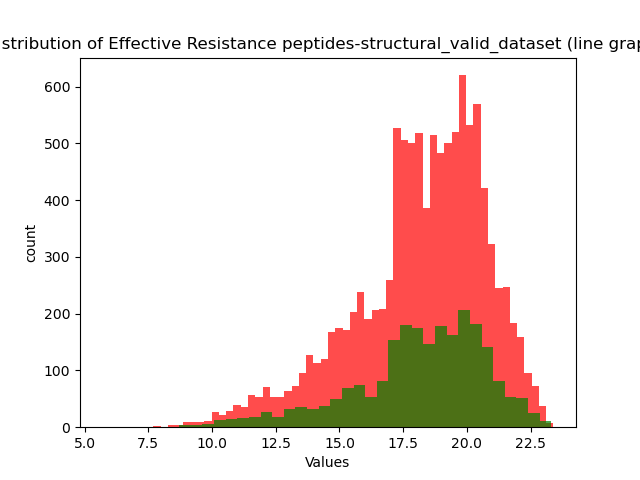 stribution of Effective Resistance peptides-structural_valid_dataset (line grap
600
500
400
300
200
100
0
count
5.0 7.5 10.0 12.5 15.0 17.5 20.0 22.5
Values